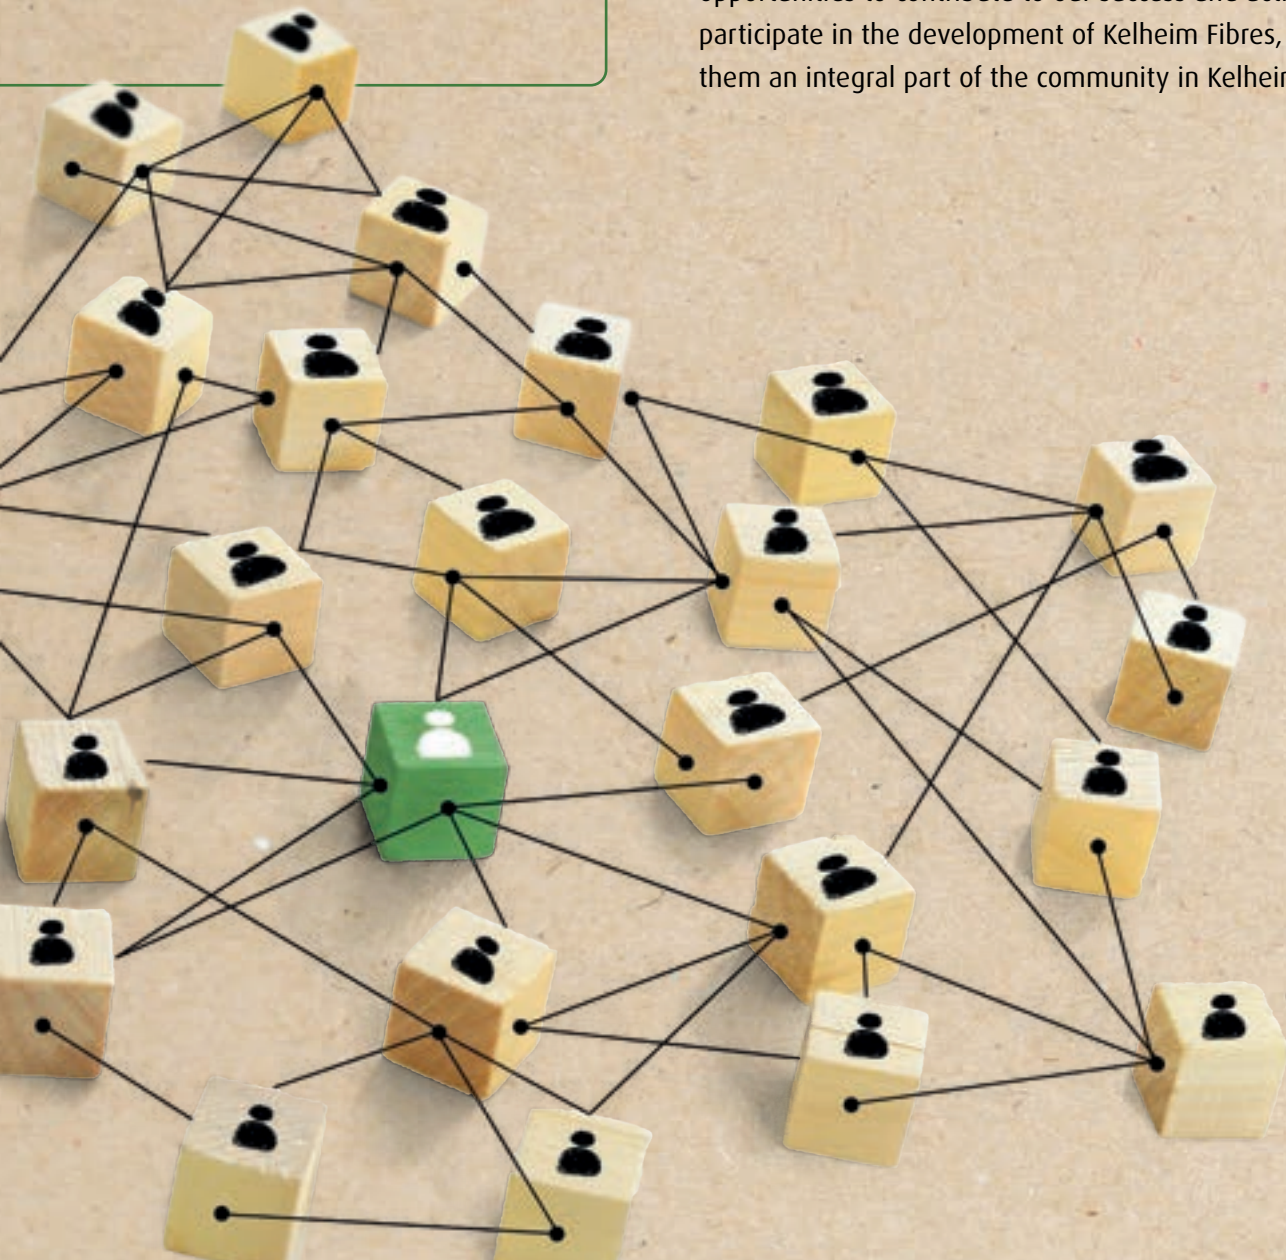 opportunities to contribute to our success and
participate in the development of Kelheim Fibres,
them an integral part of the community in Kelheim